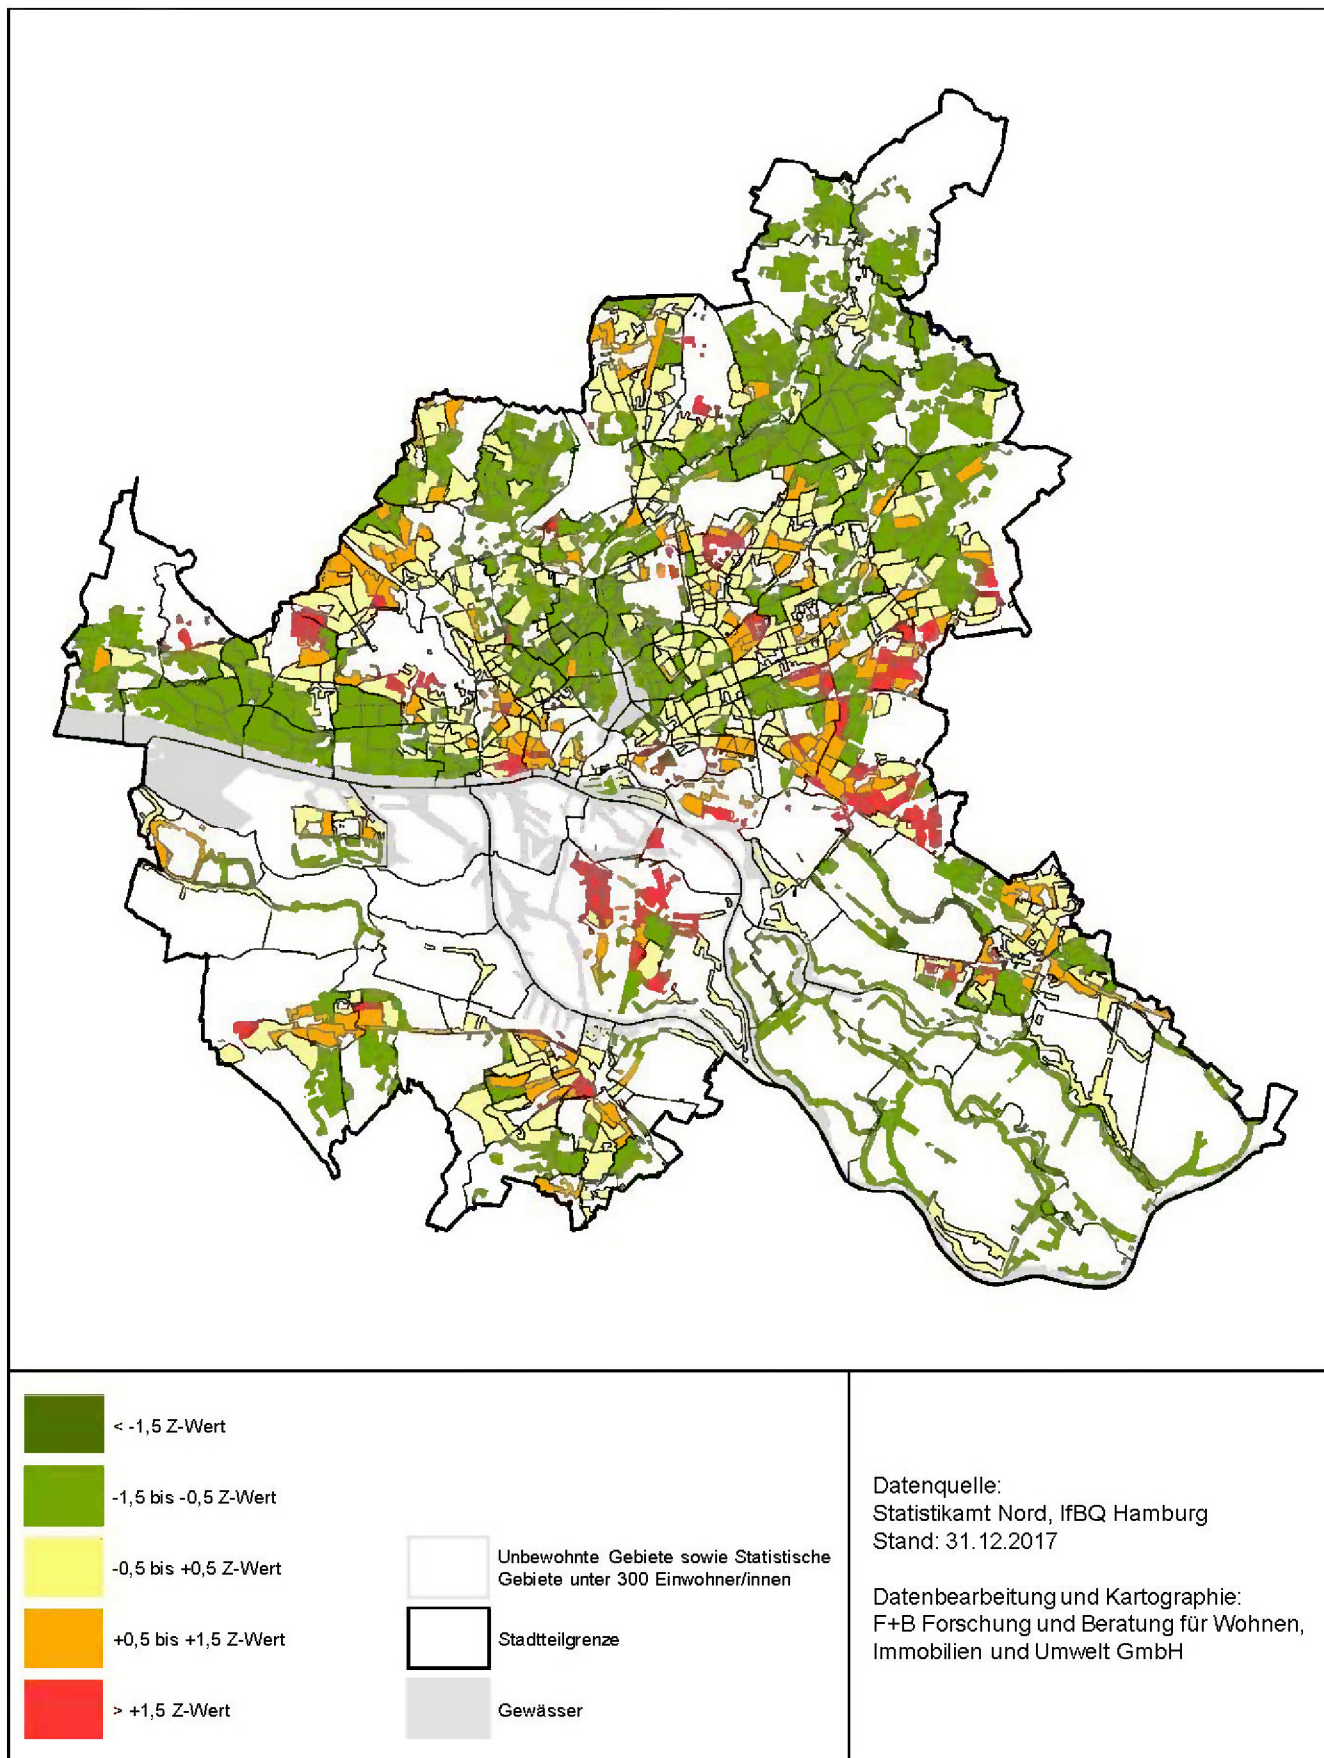 < -1,5 Z-Wert
-1,5 bis -0,5 Z-Wert
-0,5 bis +0,5 Z-Wert
+0,5 bis +1,5 Z-Wert
> +1,5 Z-Wert
Unbewohnte Gebiete sowie Statistische
Gebiete unter 300 Einwohner/innen
Stadtteilgrenze
Gewässer
Datenquelle:
Statistikamt Nord, IfBQ Hamburg
Stand: 31.12.2017
Datenbearbeitung und Kartographie:
F+B Forschung und Beratung für Wohnen,
Immobilien und Umwelt GmbH